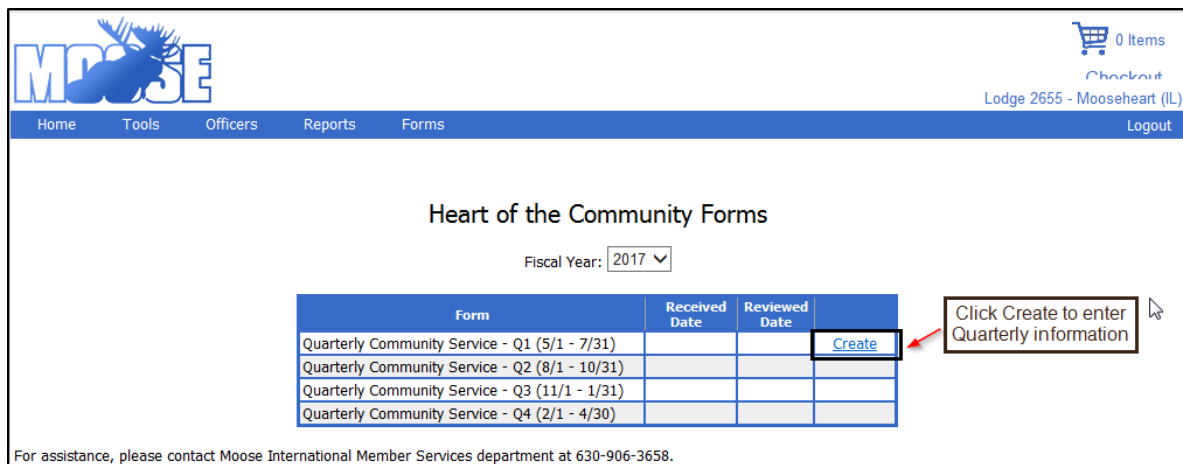 MOOSE
0 Items
Checkout
Lodge 2655 - Mooseheart (IL)
Home Tools Officers Reports Forms Logout
Heart of the Community Forms
Fiscal Year: 2017
Form Received Date Reviewed Date
Quarterly Community Service - Q1 (5/1 - 7/31) Create
Quarterly Community Service - Q2 (8/1 - 10/31)
Quarterly Community Service - Q3 (11/1 - 1/31)
Quarterly Community Service - Q4 (2/1 - 4/30)
Click Create to enter
Quarterly information
For assistance, please contact Moose International Member Services department at 630-906-3658.